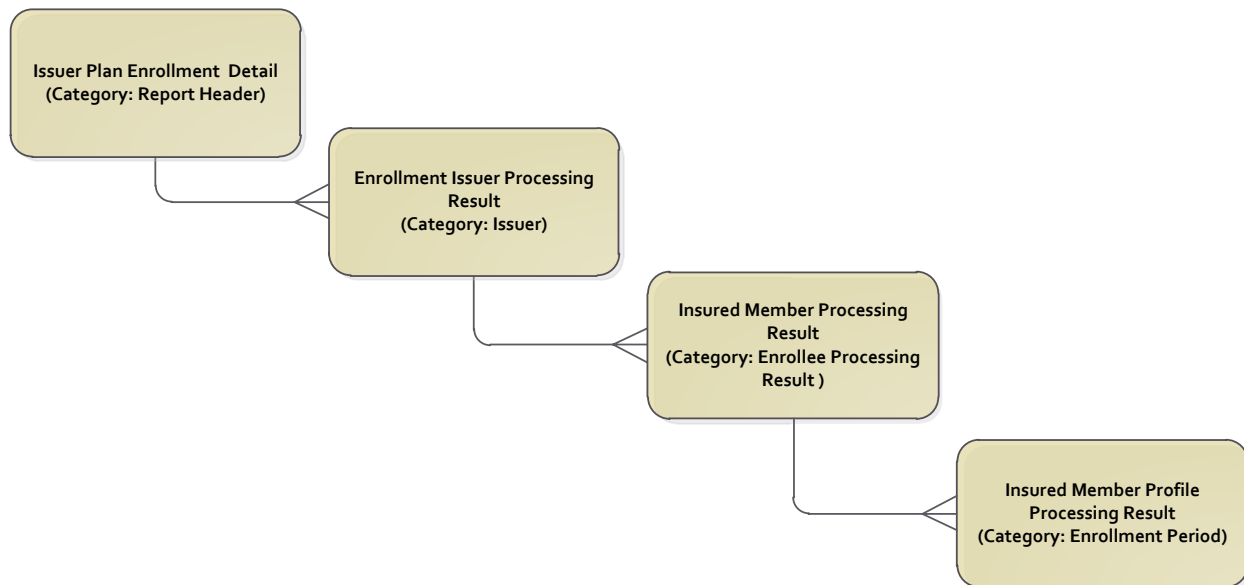 Issuer Plan Enrollment  Detail
(Category: Report Header)
Enrollment Issuer Processing
Result
(Category: Issuer)
Insured Member Processing
Result
(Category: Enrollee Processing
Result )
Insured Member Profile
Processing Result
(Category: Enrollment Period)